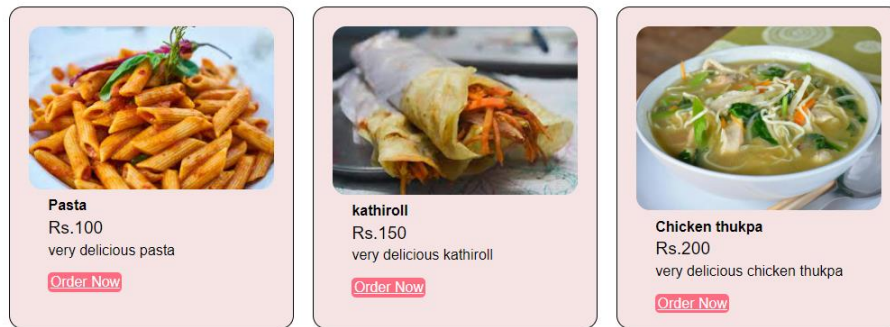 Pasta
Rs.100
very delicious pasta
Order Now
kathiroll
Rs.150
very delicious kathiroll
Order Now
Chicken thukpa
Rs.200
very delicious chicken thukpa
Order Now